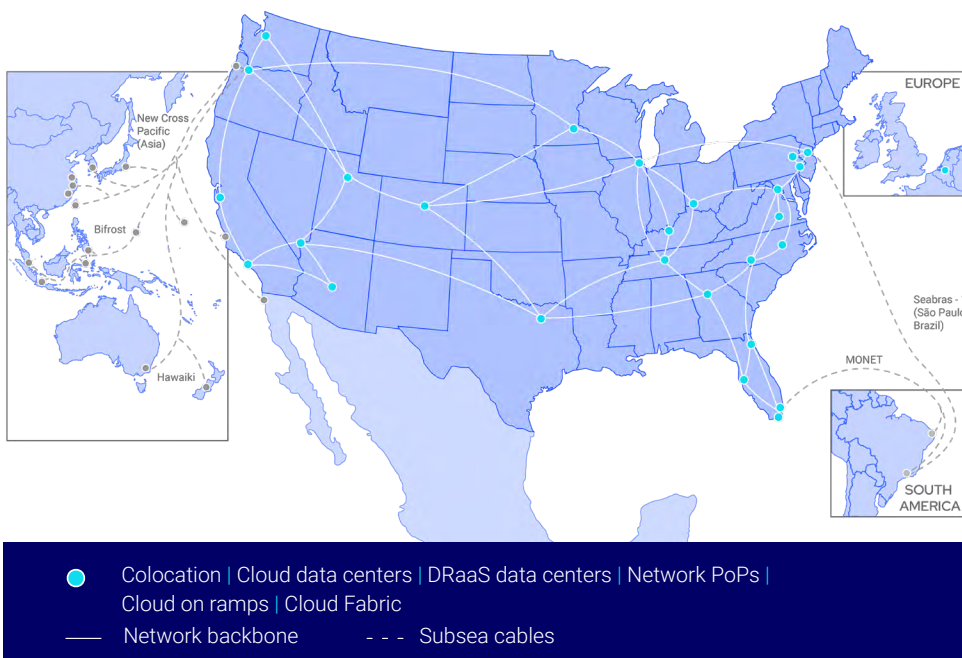 EUROPE
New Cross
Pacific
(Asia)
Bifrost
Hawaiki
Seabras -
(São Paulo
Brazil)
MONET
SOUTH
AMERICA
Colocation | Cloud data centers | DRaaS data centers | Network PoPs |
Cloud on ramps | Cloud Fabric
Network backbone
Subsea cables